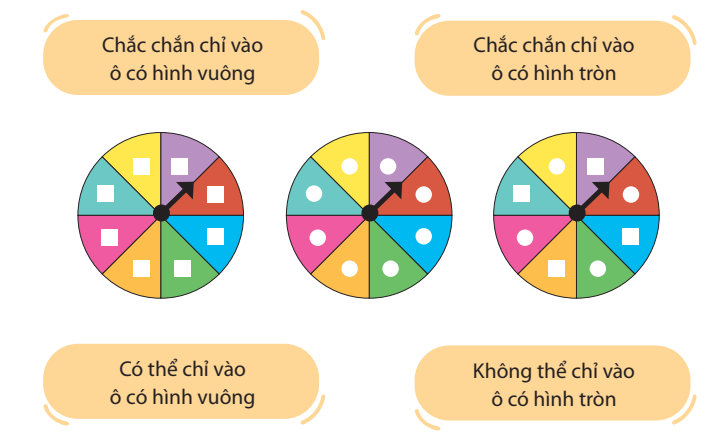 Chắc chắn chỉ vào
ô có hình vuông
Chắc chắn chỉ vào
ô có hình tròn
Có thể chỉ vào
ô có hình vuông
Không thể chỉ vào
ô có hình tròn